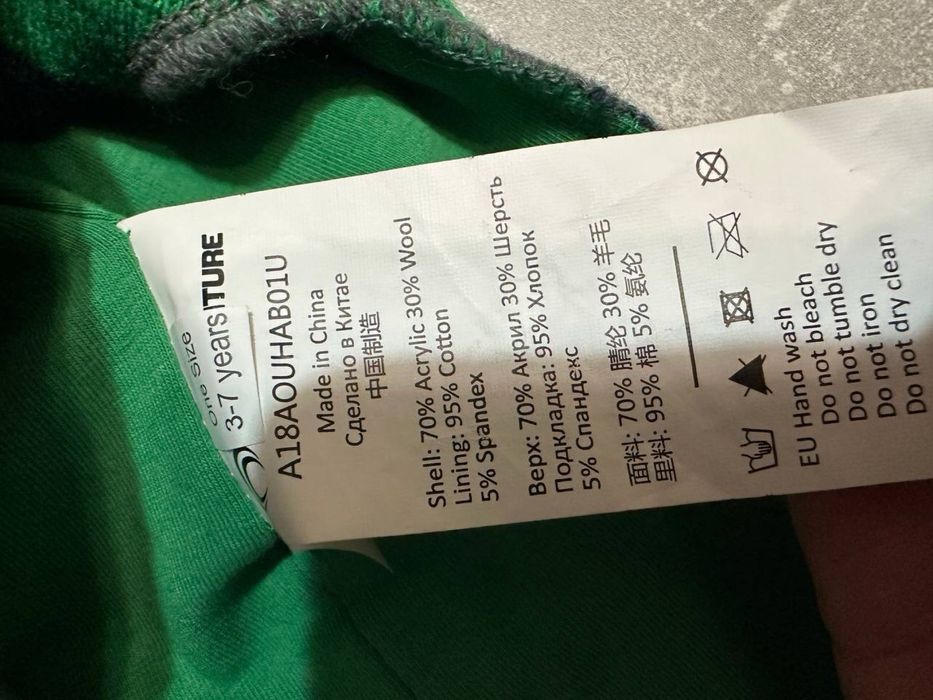 One Size
3-7 years
ITURE
A18AOUHAB01U
Made in China
Сделано в Китае
中国制造
Shell: 70% Acrylic 30% Wool
Lining: 95% Cotton
5% Spandex
Верх: 70% Акрил 30% Шерсть
Подкладка: 95% Хлопок
5% Спандекс
面料: 70% 腈纶 30% 羊毛
里料: 95% 棉 5% 氨纶
EU Hand wash
Do not bleach
Do not tumble dry
Do not iron
Do not dry clean